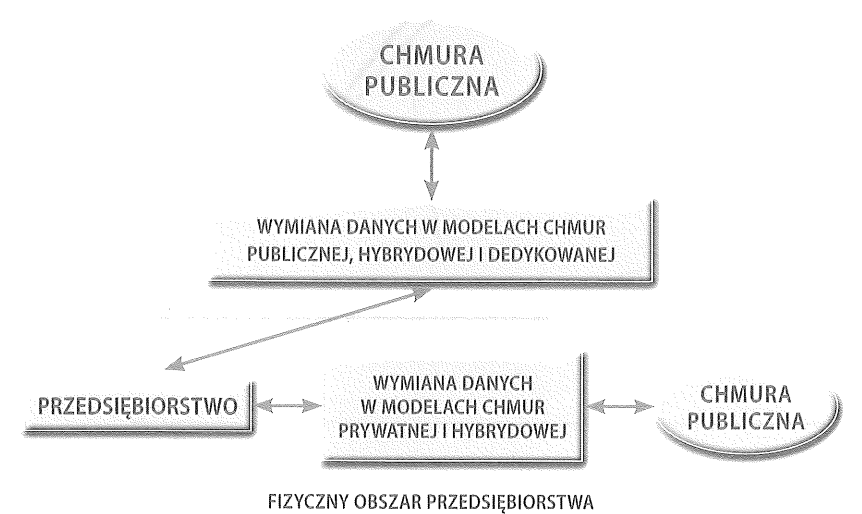 CHMURA
PUBLICZNA
WYMIANA DANYCH W MODELACH CHMUR
PUBLICZNEJ, HYBRYDOWEJ I DEDYKOWANEJ
PRZEDSIĘBIORSTWO
WYMIANA DANYCH
W MODELACH CHMUR
PRYWATNEJ I HYBRYDOWEJ
CHMURA
PUBLICZNA
FIZYCZNY OBSZAR PRZEDSIĘBIORSTWA